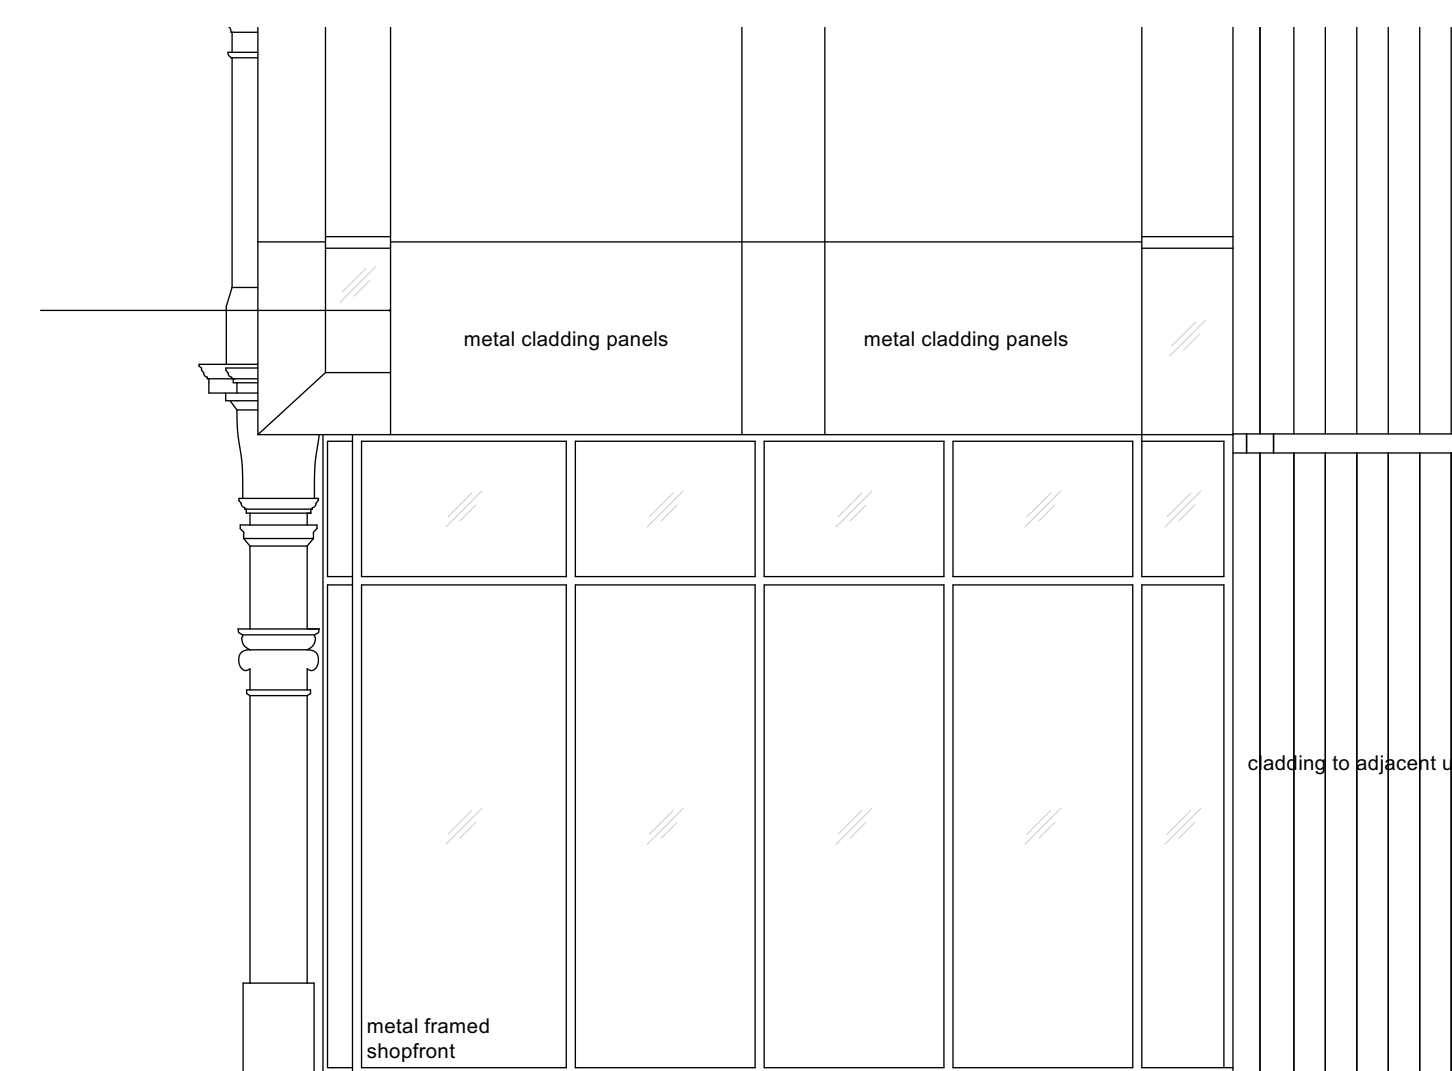 metal cladding panels
metal cladding panels
cladding to adjacent
metal framed
shopfront